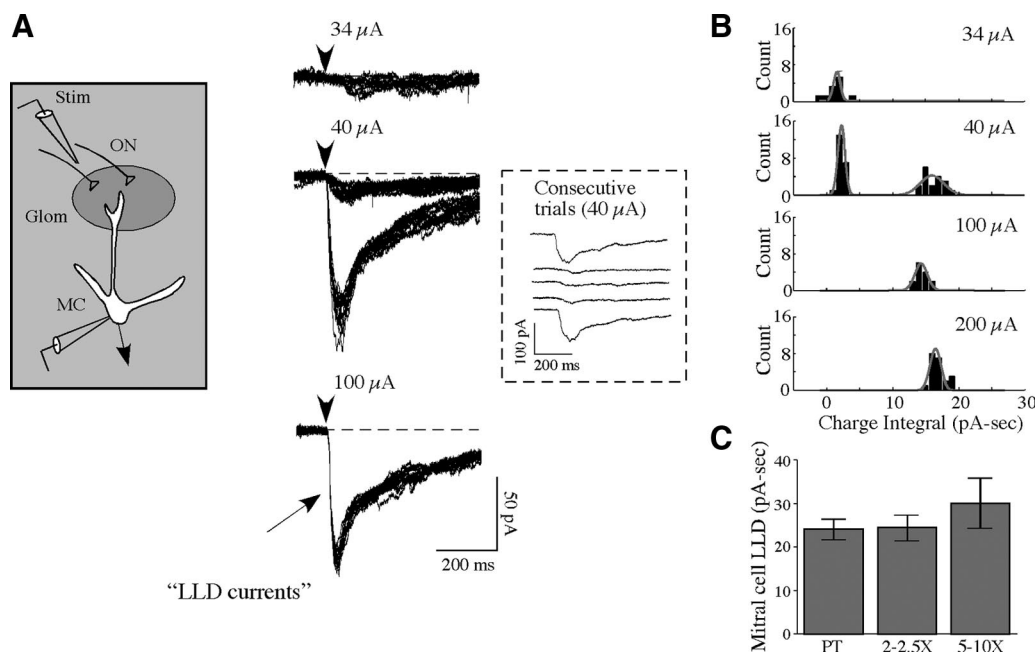 A
34 µA
Stim
ON
Glom
MC
40 µA
Consecutive
trials (40 µA)
100 pA
200 ms
100 µA
50 pA
200 ms
“LLD currents”
B
16
8
0
Count
34 µA
16
8
0
Count
40 µA
16
8
0
Count
100 µA
16
8
0
Count
200 µA
0 10 20 30
Charge Integral (pA-sec)
C
Mitral cell LLD (pA-sec)
40
30
20
10
0
PT 2-2.5X 5-10X